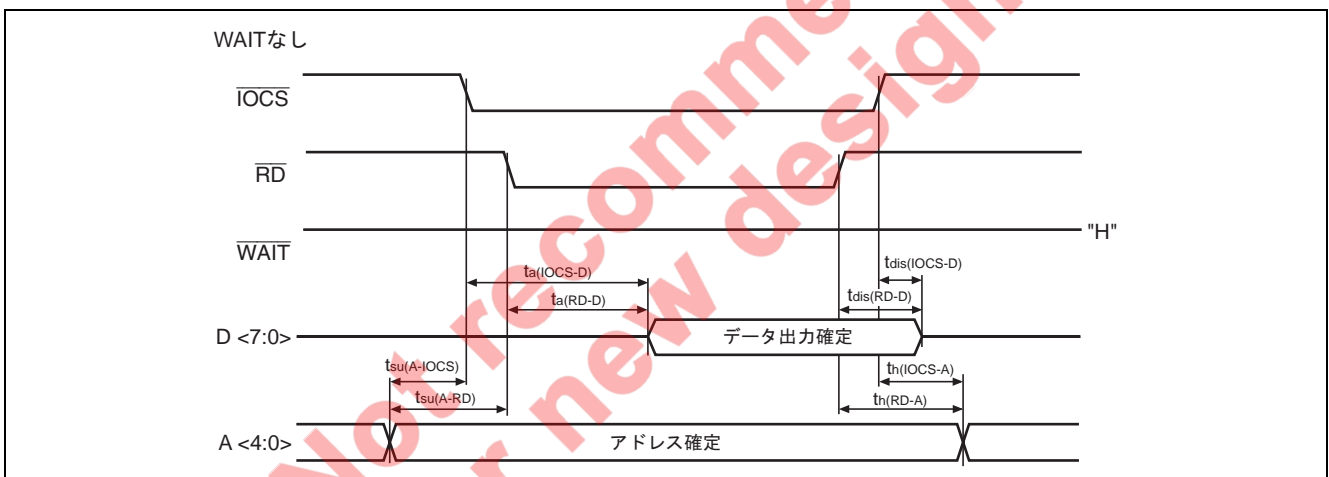 WAITなし
IOCS
RD
WAIT
"H"
ta(IOCS-D)
tdis(IOCS-D)
ta(RD-D)
tdis(RD-D)
D <7:0>
データ出力確定
tsu(A-IOCS)
th(IOCS-A)
tsu(A-RD)
th(RD-A)
A <4:0>
アドレス確定
Not recomme
r new design